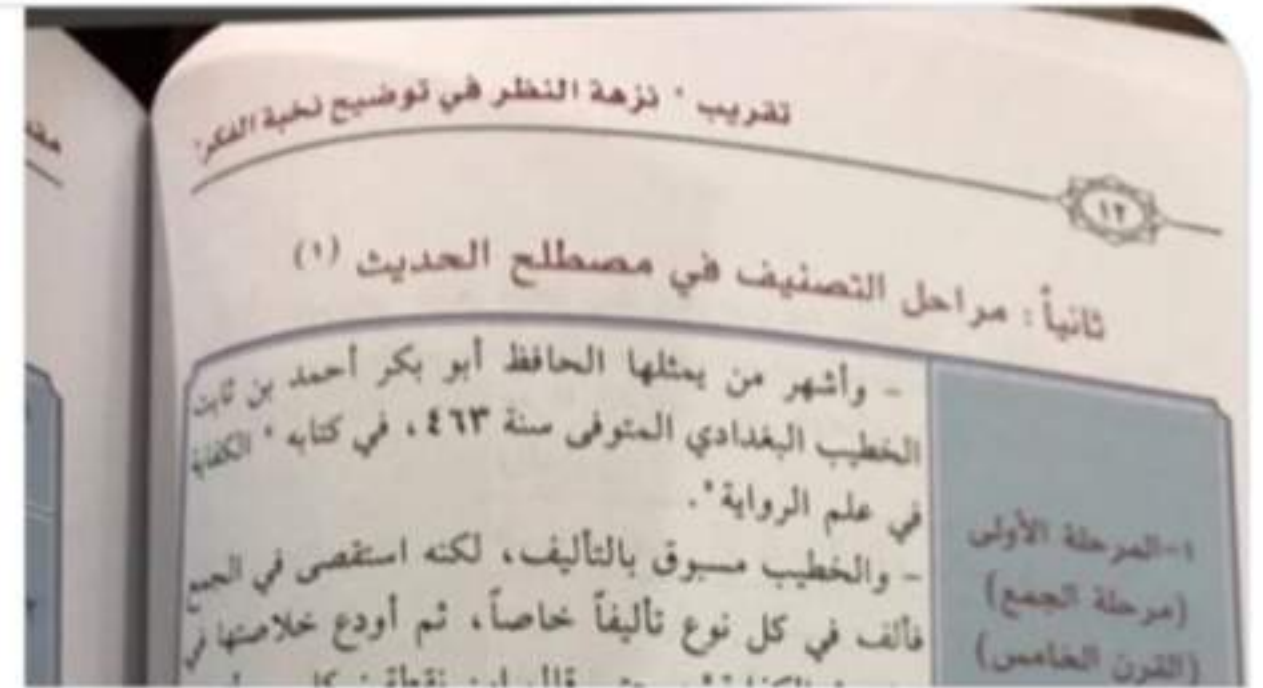 تقريب " نزهة النظر في توضيح نخبة الفكر"
١٢
ثانياً : مراحل التصنيف في مصطلح الحديث (١)
١-المرحلة الأولى
(مرحلة الجمع)
(القرن الخامس)
- وأشهر من يمثلها الحافظ أبو بكر أحمد بن ثابت
الخطيب البغدادي المتوفى سنة ٤٦٣ ، في كتابه " الكفاية
في علم الرواية".
- والخطيب مسبوق بالتأليف، لكنه استقصى في الجمع
فألف في كل نوع تأليفاً خاصاً، ثم أودع خلاصتها في